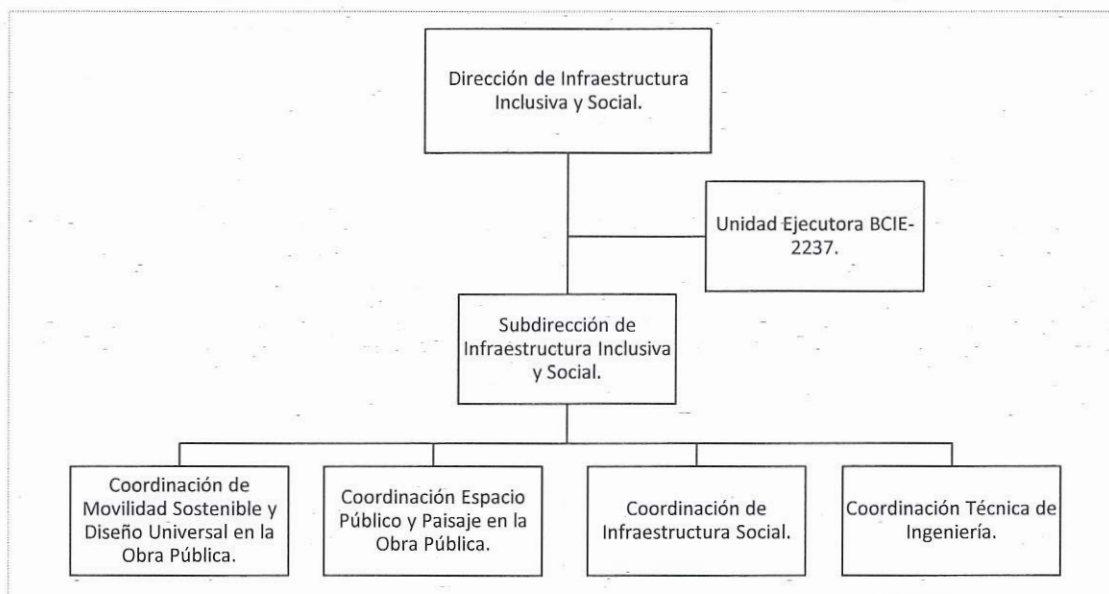 Dirección de Infraestructura
Inclusiva y Social.
Unidad Ejecutora BCIE-
2237.
Subdirección de
Infraestructura Inclusiva
y Social.
Coordinación de
Movilidad Sostenible y
Diseño Universal en la
Obra Pública.
Coordinación Espacio
Público y Paisaje en la
Obra Pública.
Coordinación de
Infraestructura Social.
Coordinación Técnica de
Ingeniería.